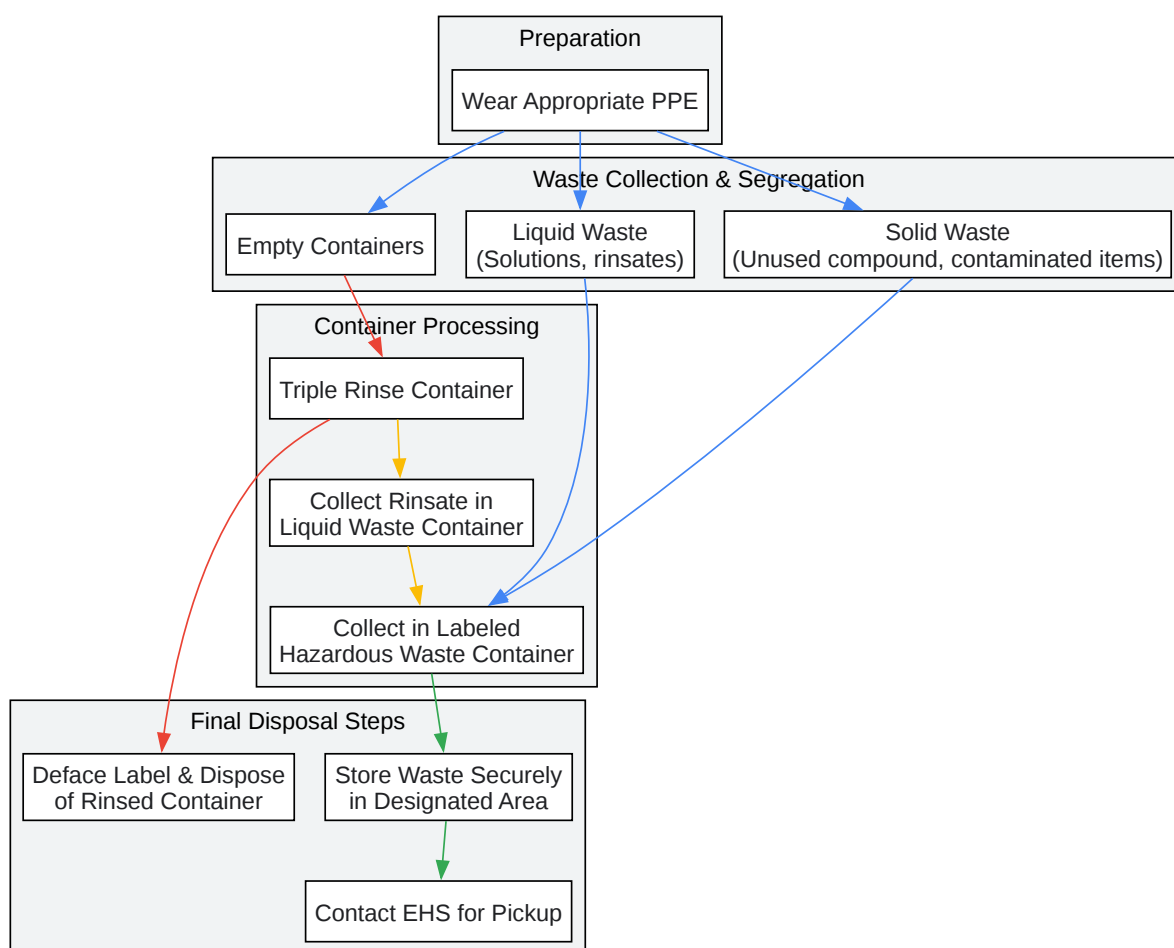 Preparation
Wear Appropriate PPE
Waste Collection & Segregation
Empty Containers
Liquid Waste
(Solutions, rinsates)
Solid Waste
(Unused compound, contaminated items)
Container Processing
Triple Rinse Container
Collect Rinsate in
Liquid Waste Container
Collect in Labeled
Hazardous Waste Container
Final Disposal Steps
Deface Label & Dispose
of Rinsed Container
Store Waste Securely
in Designated Area
Contact EHS for Pickup